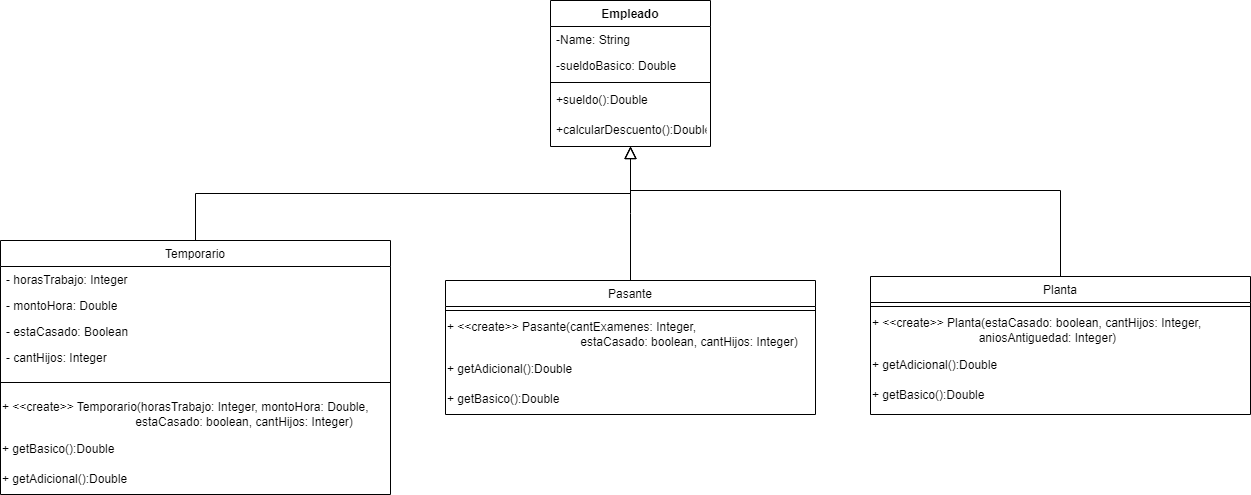 Empleado
-Name: String
-sueldoBasico: Double
+sueldo():Double
+calcularDescuento():Doubl
Temporario
- horasTrabajo: Integer
- montoHora: Double
- estaCasado: Boolean
- cantHijos: Integer
+ <<create>> Temporario(horasTrabajo: Integer, montoHora: Double,
estaCasado: boolean, cantHijos: Integer)
+ getBasico():Double
+ getAdicional():Double
Pasante
+ <<create>> Pasante(cantExamenes: Integer,
estaCasado: boolean, cantHijos: Integer)
+ getAdicional():Double
+ getBasico():Double
Planta
+ <<create>> Planta(estaCasado: boolean, cantHijos: Integer,
aniosAntiguedad: Integer)
+ getAdicional():Double
+ getBasico():Double